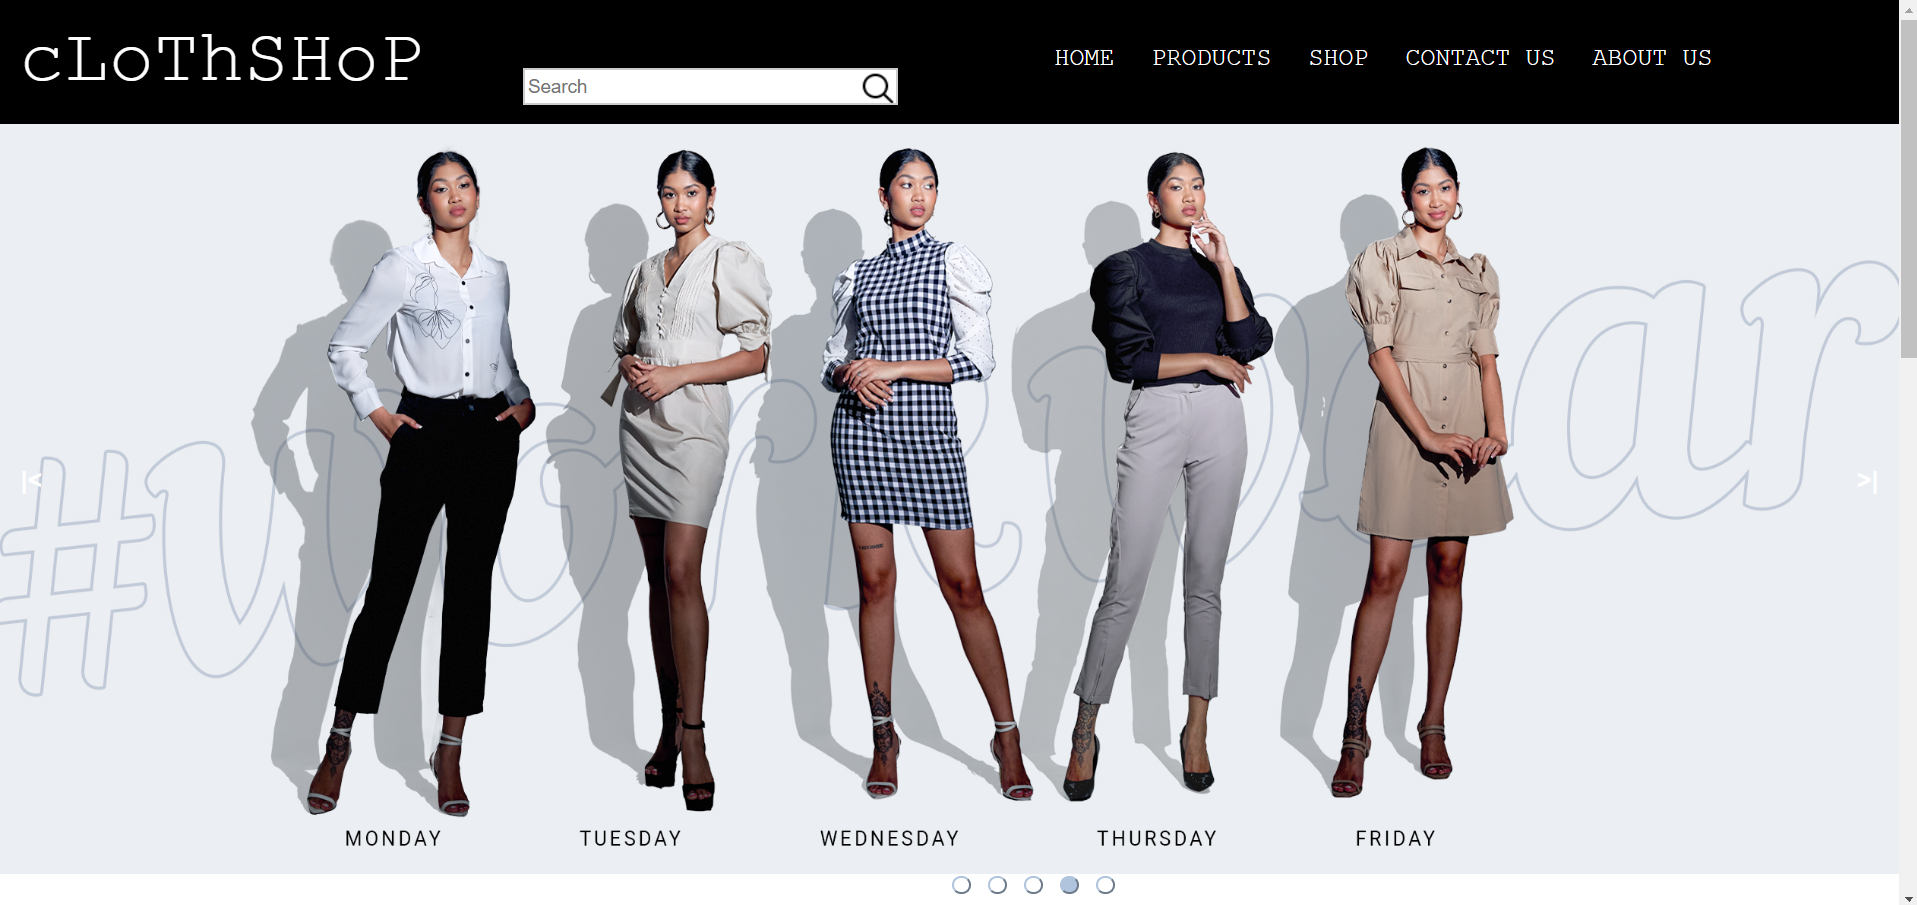 cLoThSHoP
Search
HOME PRODUCTS SHOP CONTACT US ABOUT US
#workwear
|<
>|
MONDAY TUESDAY WEDNESDAY THURSDAY FRIDAY